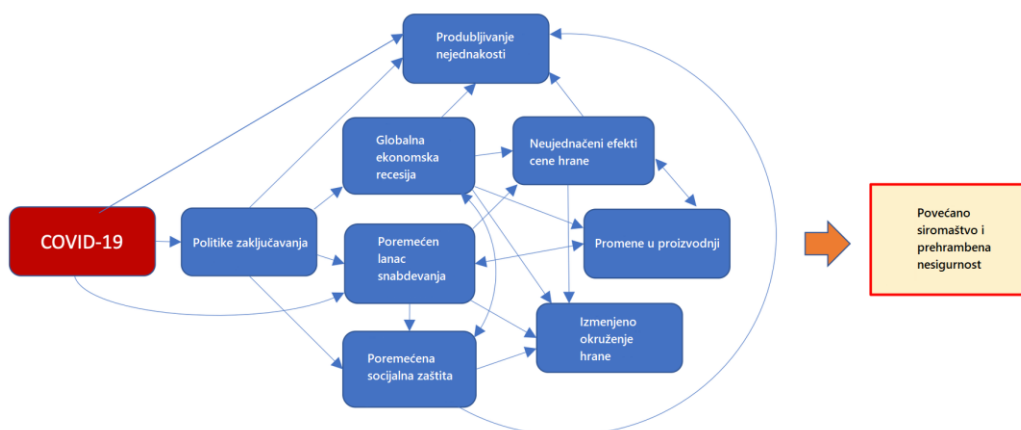 Produbljivanje
nejednakosti
Globalna
ekonomska
recesija
Neujednačeni efekti
cene hrane
COVID-19
Politike zaključavanja
Poremećen
lanac
snabdevanja
Promene u proizvodnji
Povećano
siromaštvo i
prehrambena
nesigurnost
Izmenjeno
okruženje
hrane
Poremećena
socijalna zaštita